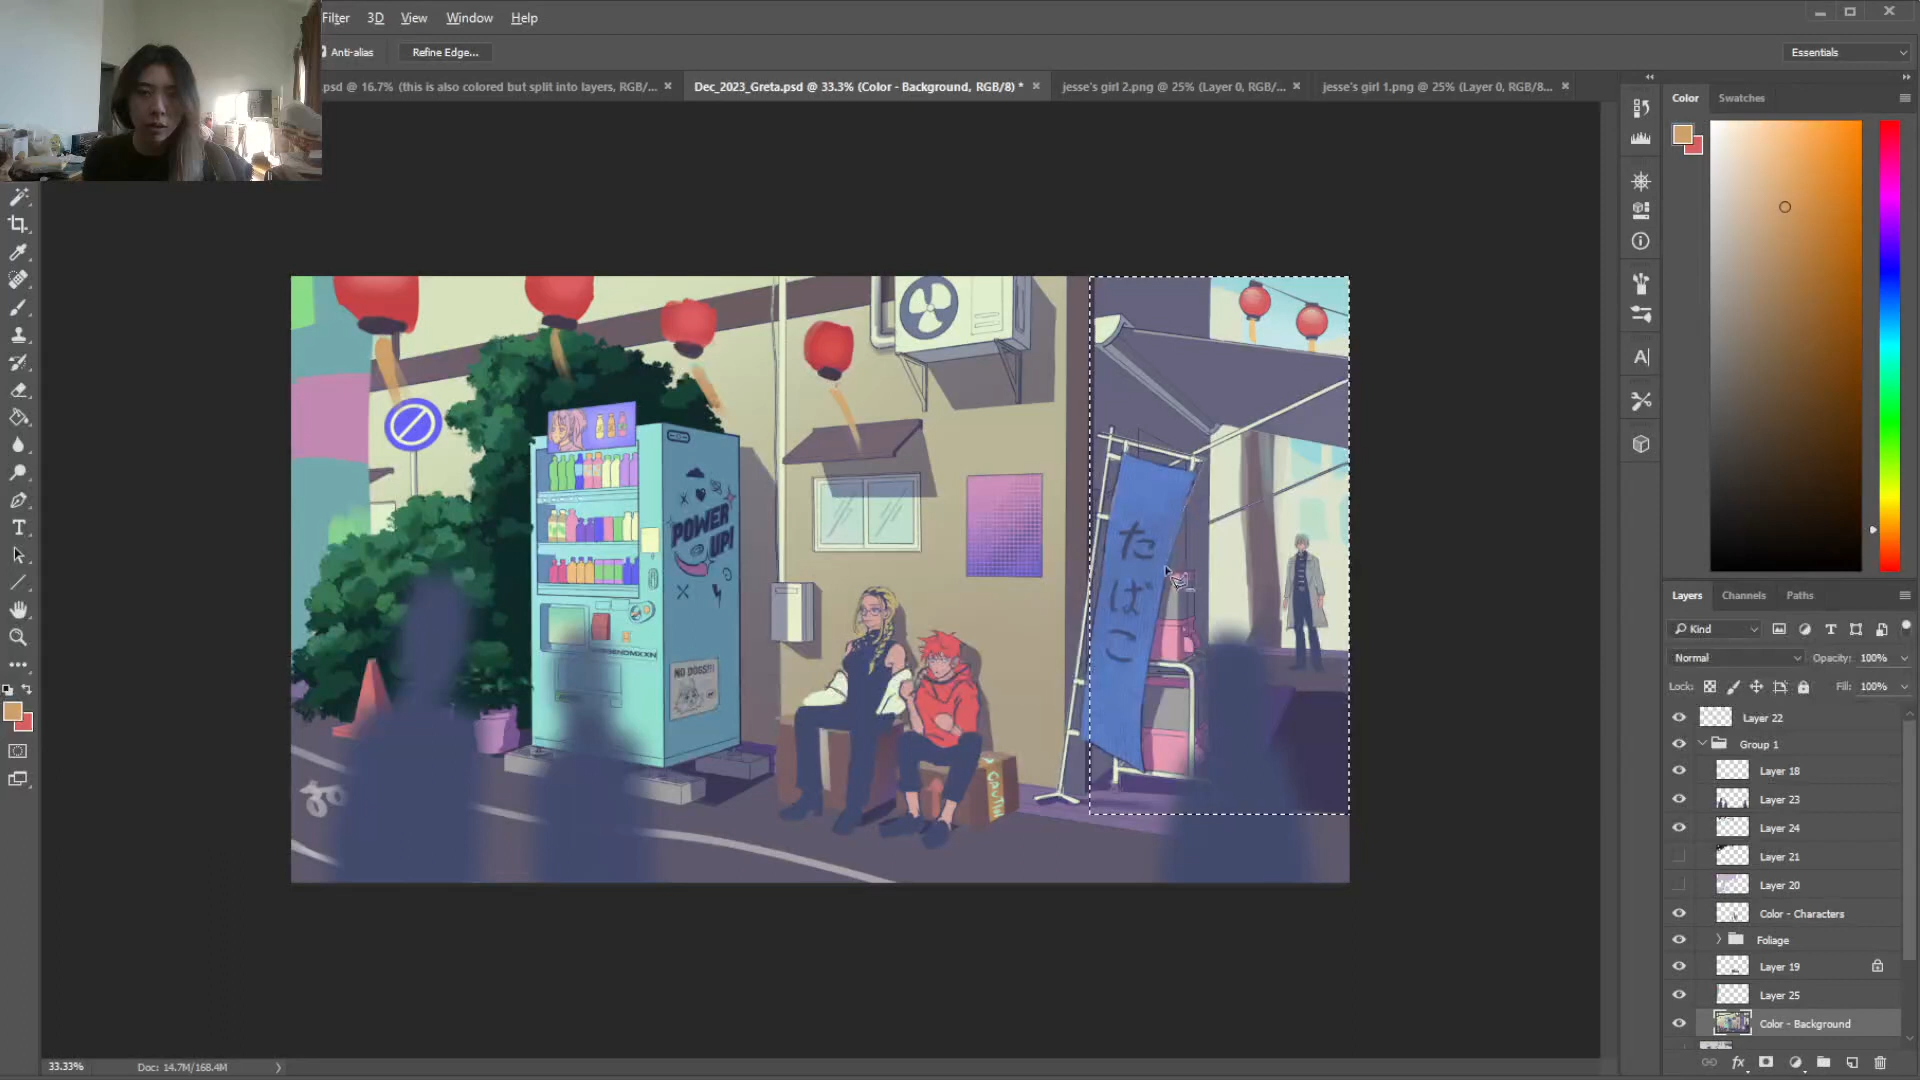 Filter 3D View Window Help
Anti-alias Refine Edge... Essentials
.psd @ 16.7% (this is also colored but split into layers, RGB/... × Dec_2023_Greta.psd @ 33.3% (Color - Background, RGB/8) * × jesse's girl 2.png @ 25% (Layer 0, RGB/... × jesse's girl 1.png @ 25% (Layer 0, RGB/8... ×
Color Swatches
POWER
UP!
NO DOGS!!!
たばこ
Layers Channels Paths
Kind
Normal Opacity: 100%
Lock: Fill: 100%
Layer 22
Group 1
Layer 18
Layer 23
Layer 24
Layer 21
Layer 20
Color - Characters
Foliage
Layer 19
Layer 25
Color - Background
33.33% Doc: 14.7M/168.4M